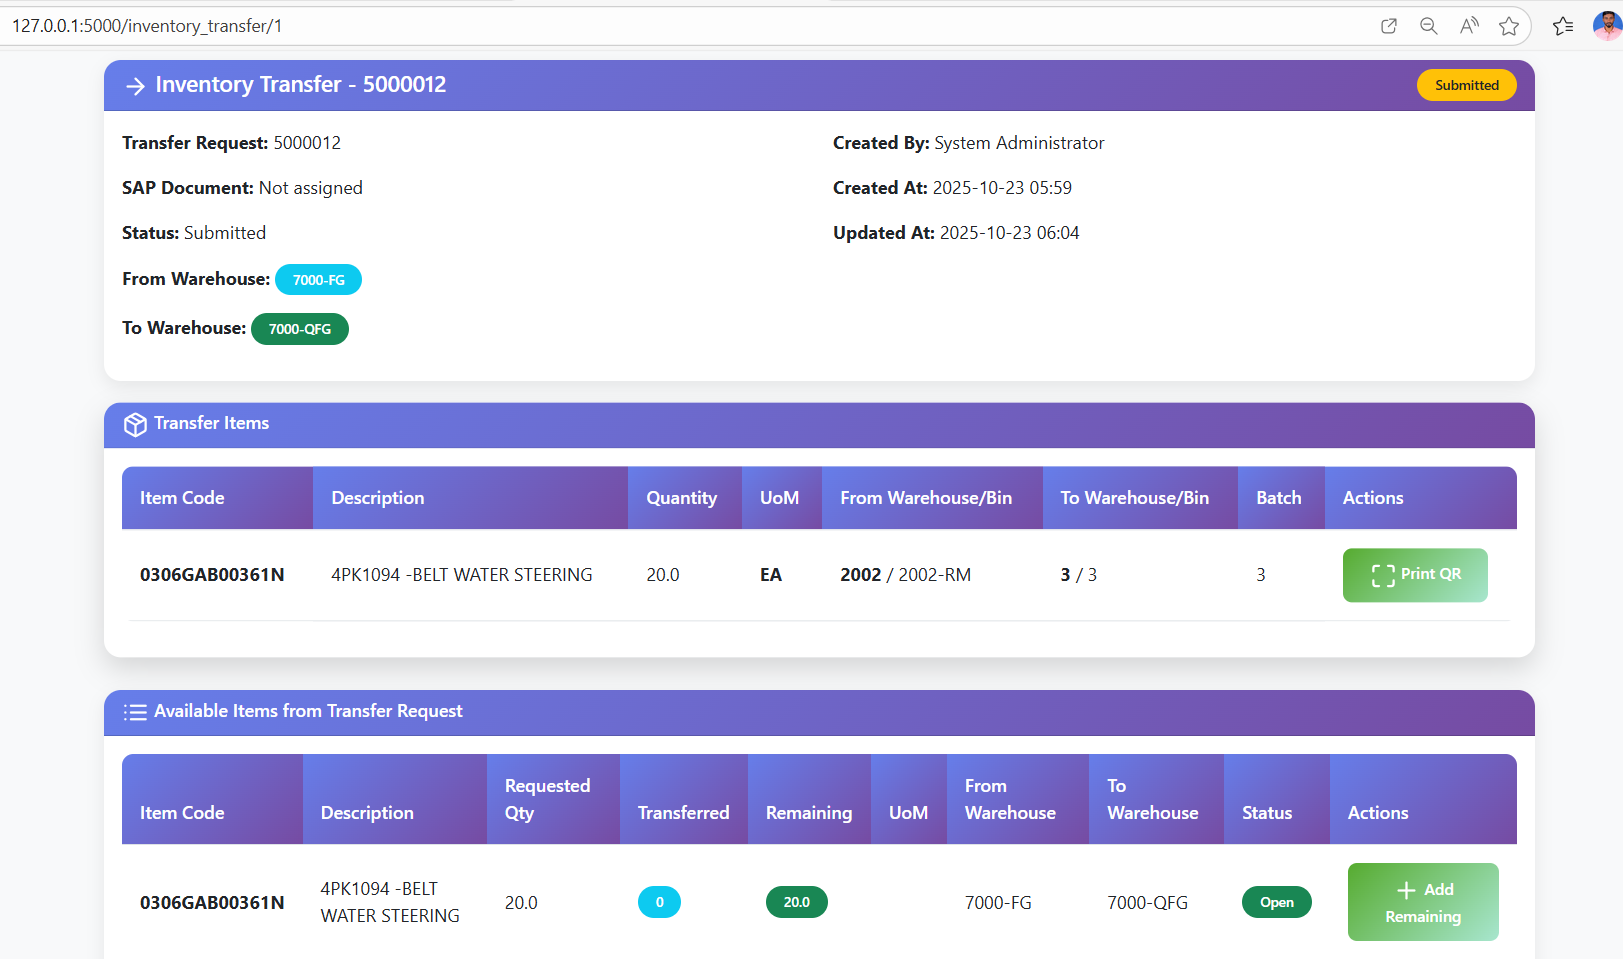 127.0.0.1:5000/inventory_transfer/1
Inventory Transfer - 5000012
Submitted
Transfer Request: 5000012
Created By: System Administrator
SAP Document: Not assigned
Created At: 2025-10-23 05:59
Status: Submitted
Updated At: 2025-10-23 06:04
From Warehouse: 7000-FG
To Warehouse: 7000-QFG
Transfer Items
Item Code Description Quantity UoM From Warehouse/Bin To Warehouse/Bin Batch Actions
0306GAB00361N 4PK1094 -BELT WATER STEERING 20.0 EA 2002 / 2002-RM 3 / 3 3 Print QR
Available Items from Transfer Request
Item Code Description Requested Qty Transferred Remaining UoM From Warehouse To Warehouse Status Actions
0306GAB00361N 4PK1094 -BELT WATER STEERING 20.0 0 20.0 7000-FG 7000-QFG Open Add Remaining